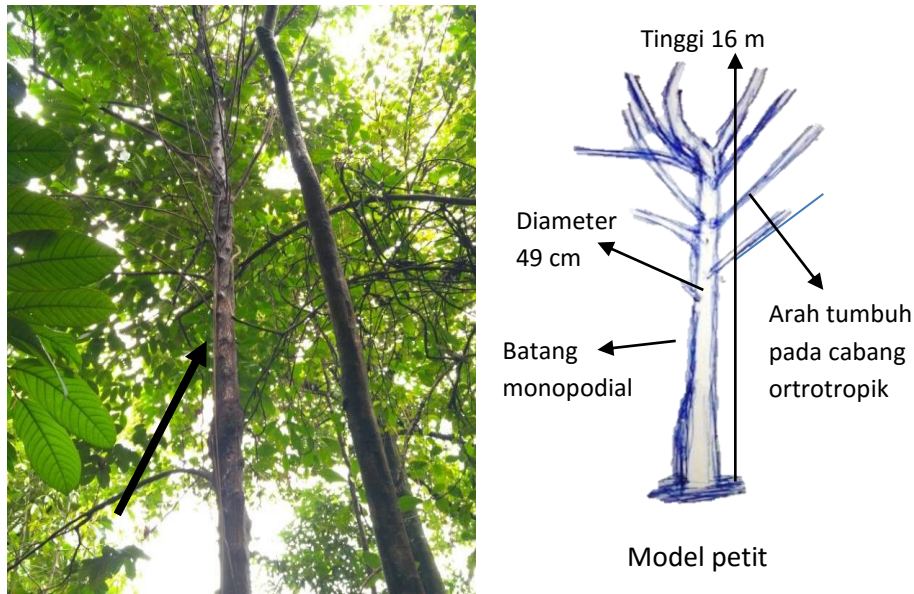 Tinggi 16 m
Diameter
49 cm
Batang
monopodial
Arah tumbuh
pada cabang
ortrotropik
Model petit